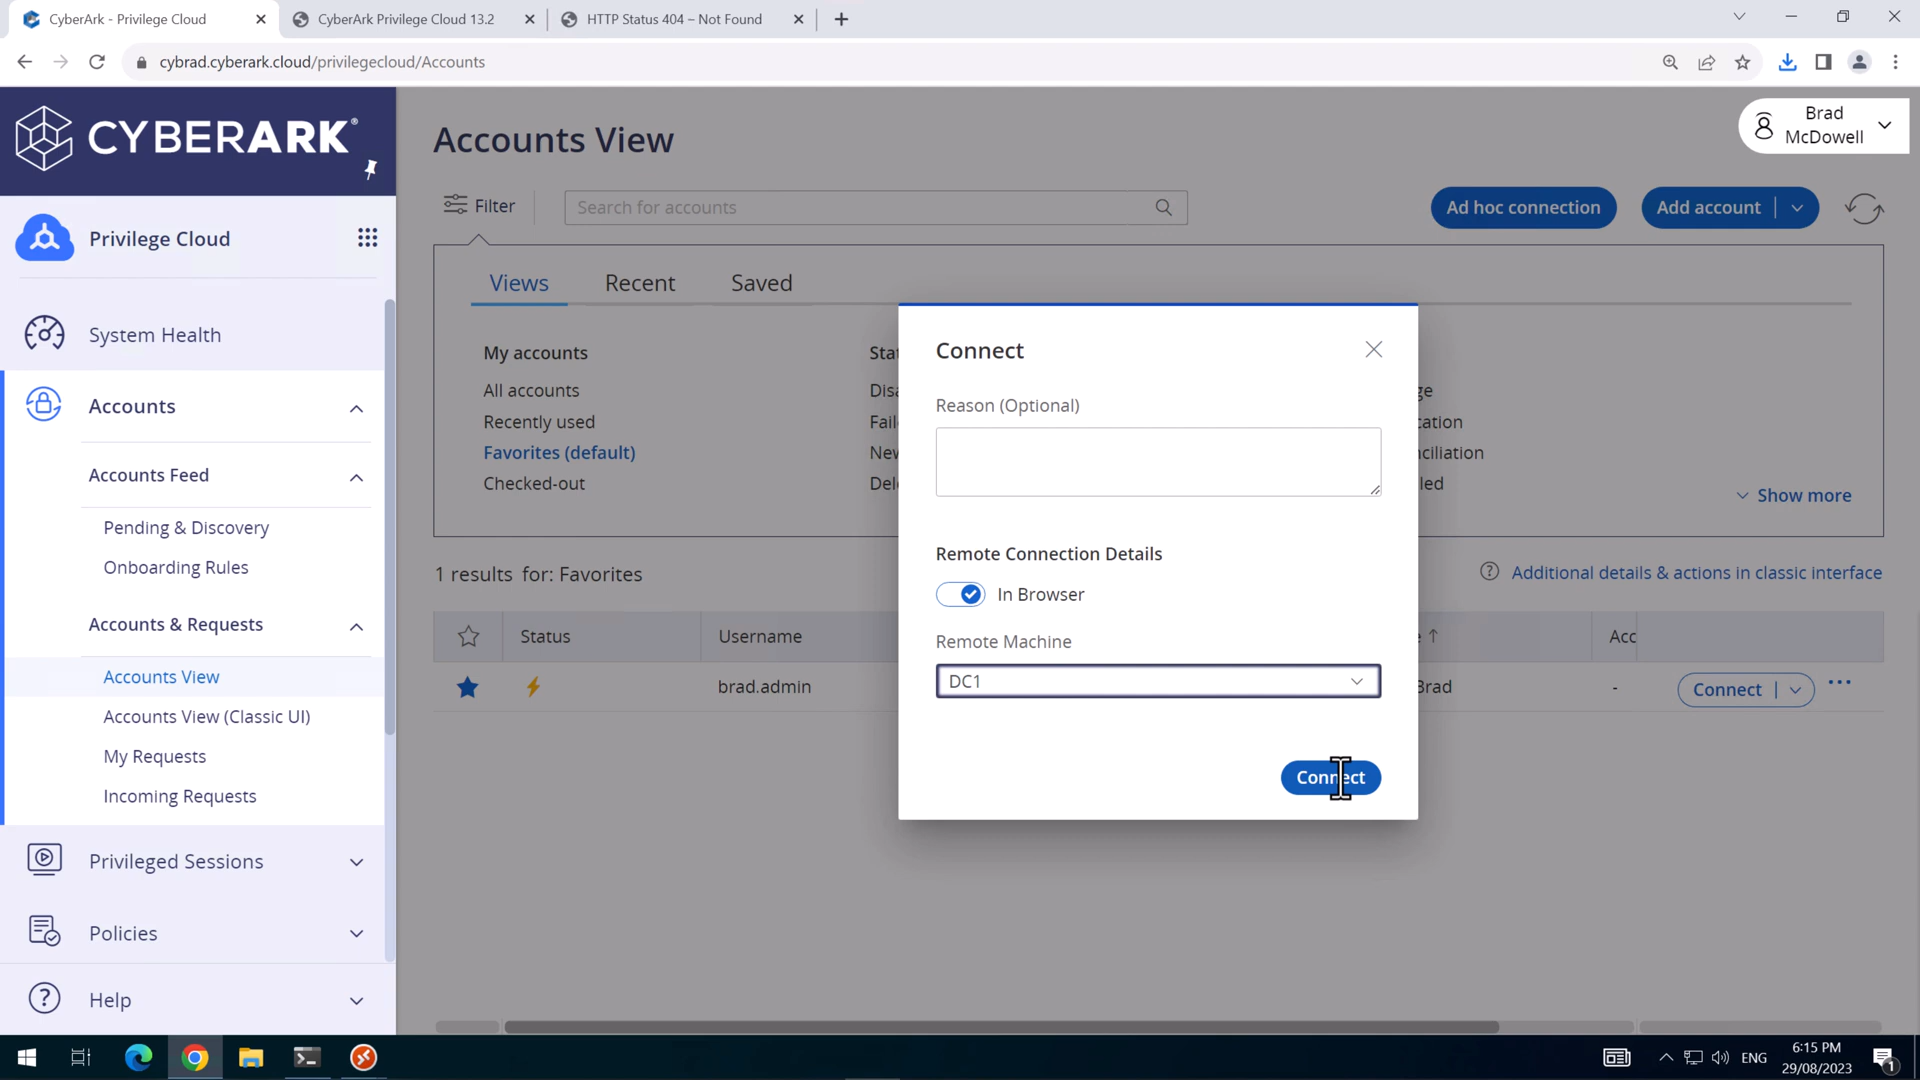 CyberArk - Privilege Cloud
CyberArk Privilege Cloud 13.2
HTTP Status 404 – Not Found
cybrad.cyberark.cloud/privilegecloud/Accounts
CYBERARK®
Privilege Cloud
System Health
Accounts
Accounts Feed
Pending & Discovery
Onboarding Rules
Accounts & Requests
Accounts View
Accounts View (Classic UI)
My Requests
Incoming Requests
Privileged Sessions
Policies
Help
Accounts View
Brad
McDowell
Filter
Search for accounts
Ad hoc connection
Add account
Views
Recent
Saved
My accounts
All accounts
Recently used
Favorites (default)
Checked-out
Show more
1 results for: Favorites
Additional details & actions in classic interface
Status
Username
Acc
brad.admin
Brad
-
Connect
Connect
Reason (Optional)
Remote Connection Details
In Browser
Remote Machine
DC1
Connect
ENG
6:15 PM
29/08/2023
1